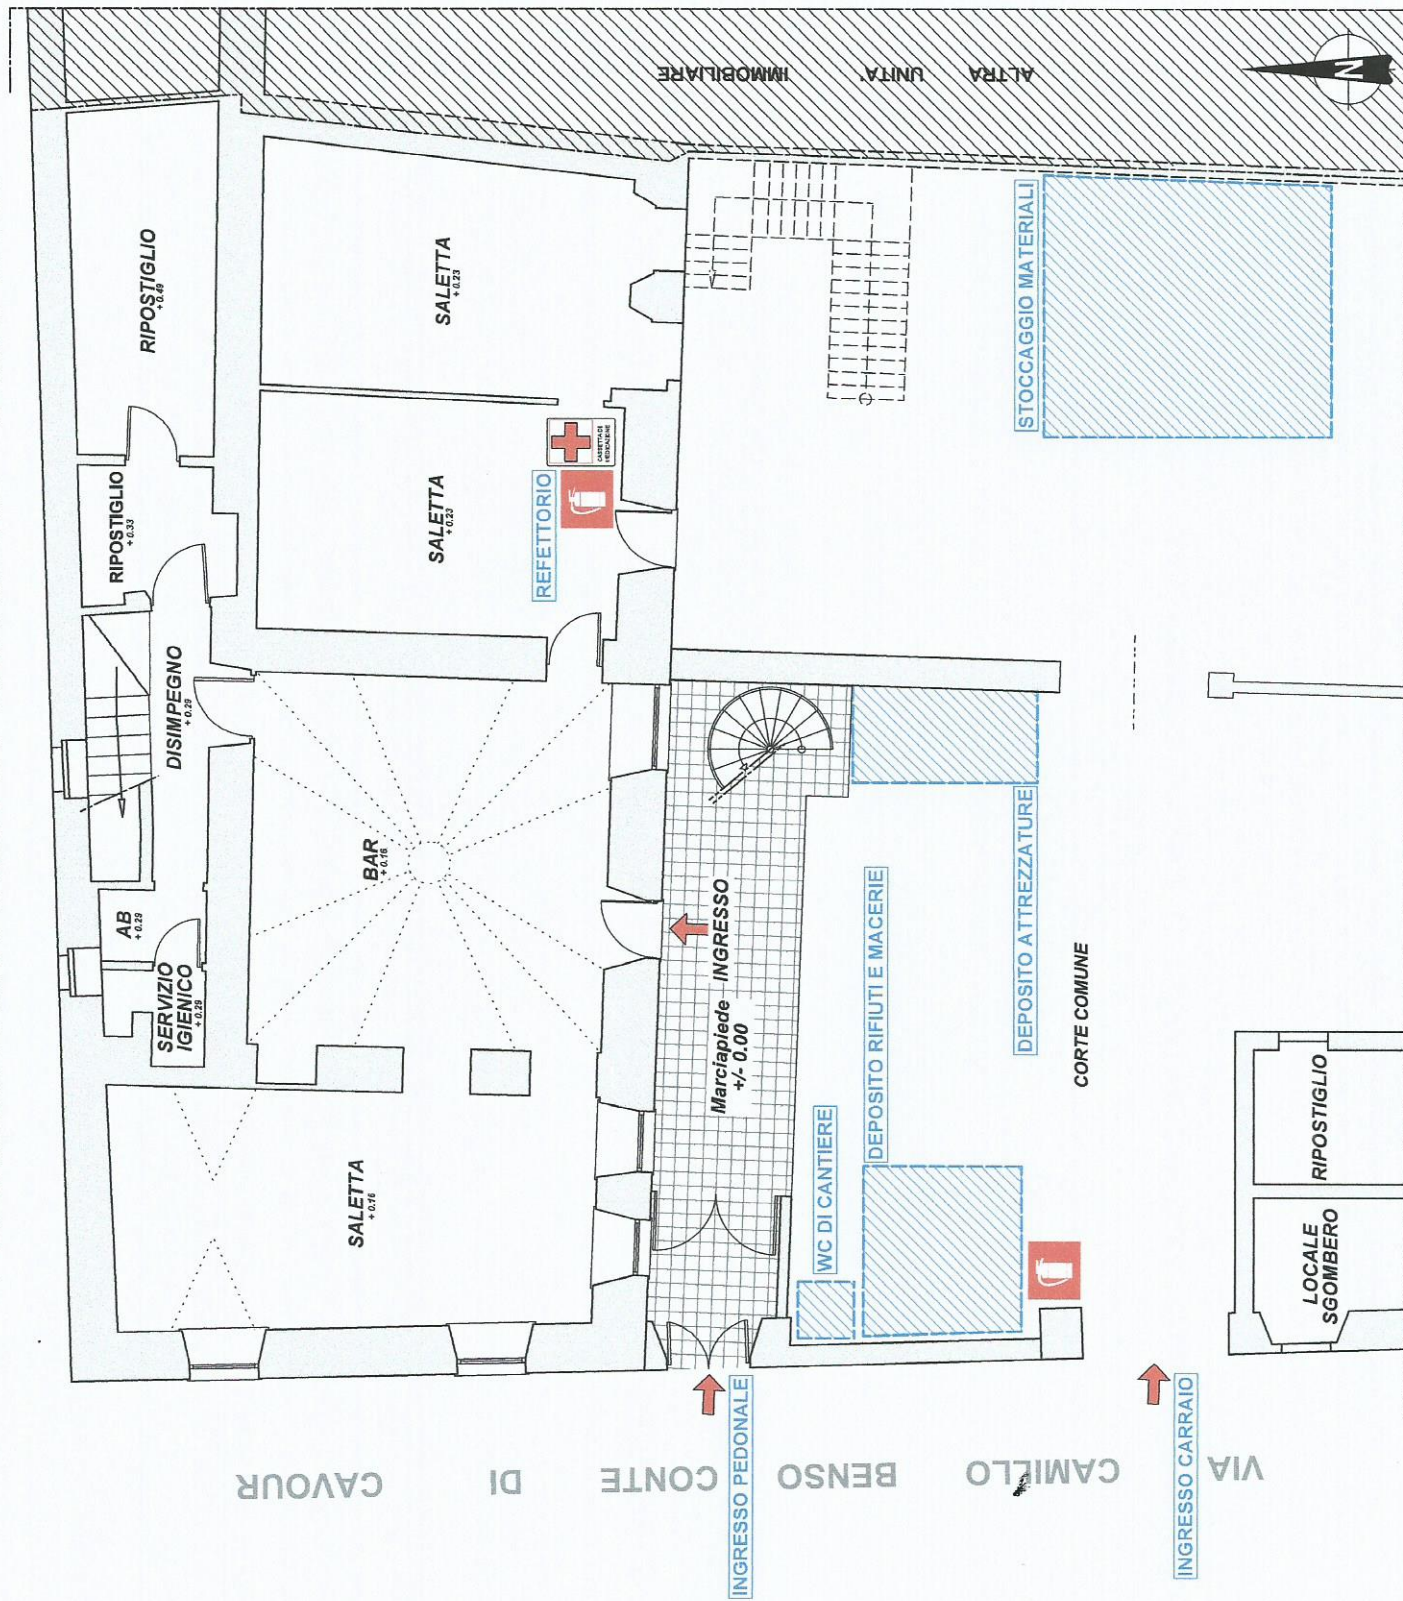 ALTRA UNITA' IMMOBILIARE
N
RIPOSTIGLIO
+ 0.49
SALETTA
+ 0.23
STOCCAGGIO MATERIALI
RIPOSTIGLIO
+ 0.33
SALETTA
+ 0.23
REFETTORIO
CASSETTA DI
MEDICAZIONE
DISIMPEGNO
+ 0.29
BAR
+ 0.16
AB
+ 0.29
SERVIZIO
IGIENICO
+ 0.29
Marciapiede INGRESSO
+/- 0.00
DEPOSITO ATTREZZATURE
DEPOSITO RIFIUTI E MACERIE
WC DI CANTIERE
CORTE COMUNE
SALETTA
+ 0.16
RIPOSTIGLIO
LOCALE
SGOMBERO
INGRESSO PEDONALE
INGRESSO CARRAIO
VIA CAMILLO BENSO CONTE DI CAVOUR